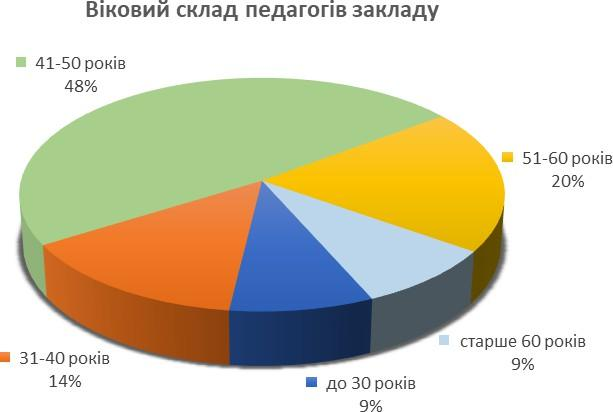 Віковий склад педагогів закладу
41-50 років
48%
51-60 років
20%
старше 60 років
9%
31-40 років
14%
до 30 років
9%